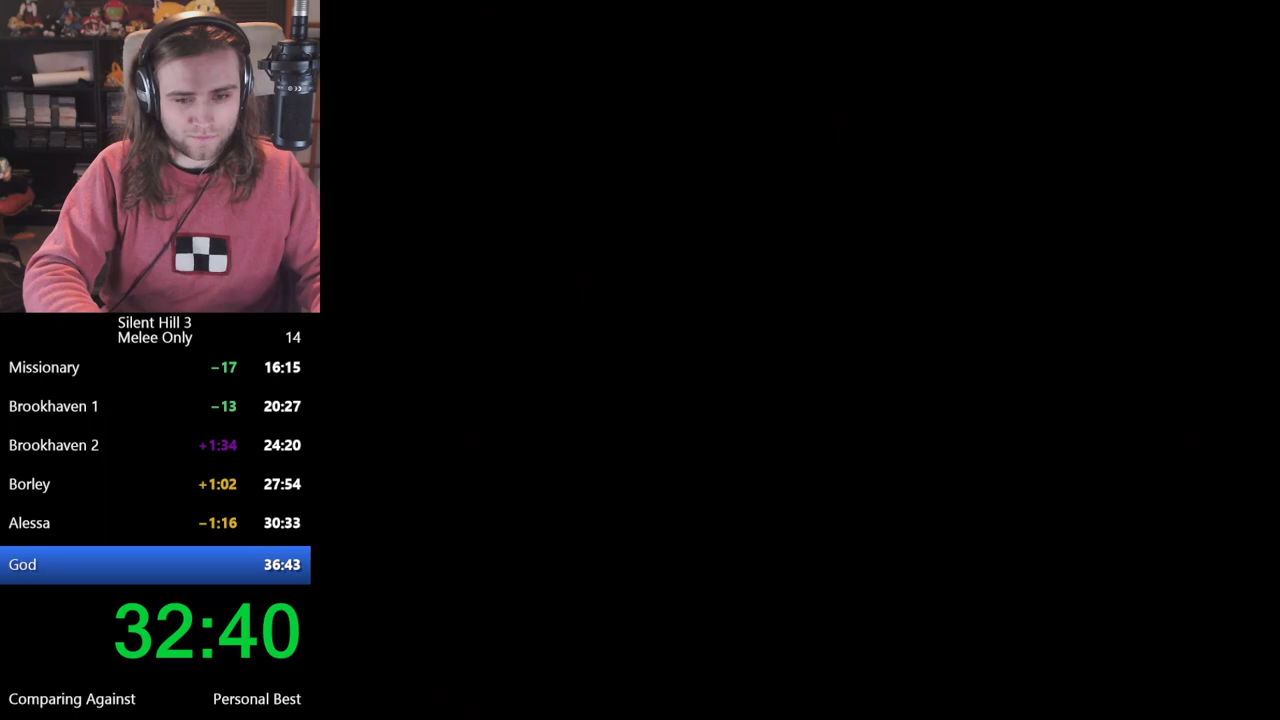 Silent Hill 3
Melee Only 14
Missionary −17 16:15
Brookhaven 1 −13 20:27
Brookhaven 2 +1:34 24:20
Borley +1:02 27:54
Alessa −1:16 30:33
God 36:43
32:40
Comparing Against Personal Best